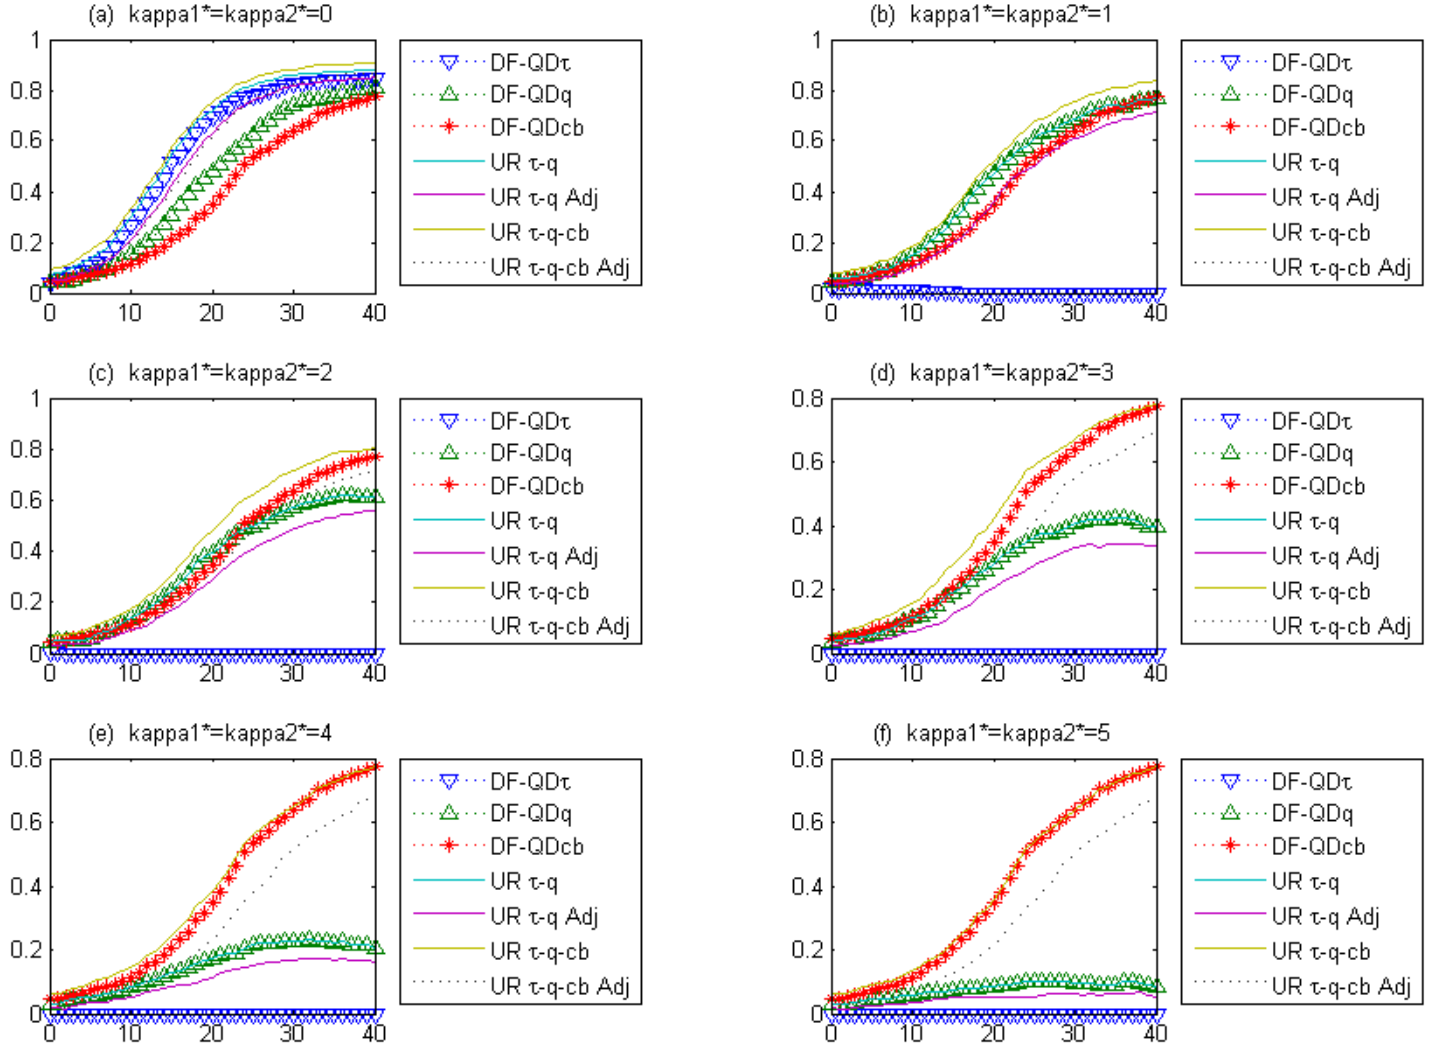 (a) kappa1*=kappa2*=0
1
0.8
0.6
0.4
0.2
0
0 10 20 30 40
DF-QDτ
DF-QDq
DF-QDcb
UR τ-q
UR τ-q Adj
UR τ-q-cb
UR τ-q-cb Adj
(b) kappa1*=kappa2*=1
1
0.8
0.6
0.4
0.2
0
0 10 20 30 40
DF-QDτ
DF-QDq
DF-QDcb
UR τ-q
UR τ-q Adj
UR τ-q-cb
UR τ-q-cb Adj
(c) kappa1*=kappa2*=2
1
0.8
0.6
0.4
0.2
0
0 10 20 30 40
DF-QDτ
DF-QDq
DF-QDcb
UR τ-q
UR τ-q Adj
UR τ-q-cb
UR τ-q-cb Adj
(d) kappa1*=kappa2*=3
0.8
0.6
0.4
0.2
0
0 10 20 30 40
DF-QDτ
DF-QDq
DF-QDcb
UR τ-q
UR τ-q Adj
UR τ-q-cb
UR τ-q-cb Adj
(e) kappa1*=kappa2*=4
0.8
0.6
0.4
0.2
0
0 10 20 30 40
DF-QDτ
DF-QDq
DF-QDcb
UR τ-q
UR τ-q Adj
UR τ-q-cb
UR τ-q-cb Adj
(f) kappa1*=kappa2*=5
0.8
0.6
0.4
0.2
0
0 10 20 30 40
DF-QDτ
DF-QDq
DF-QDcb
UR τ-q
UR τ-q Adj
UR τ-q-cb
UR τ-q-cb Adj